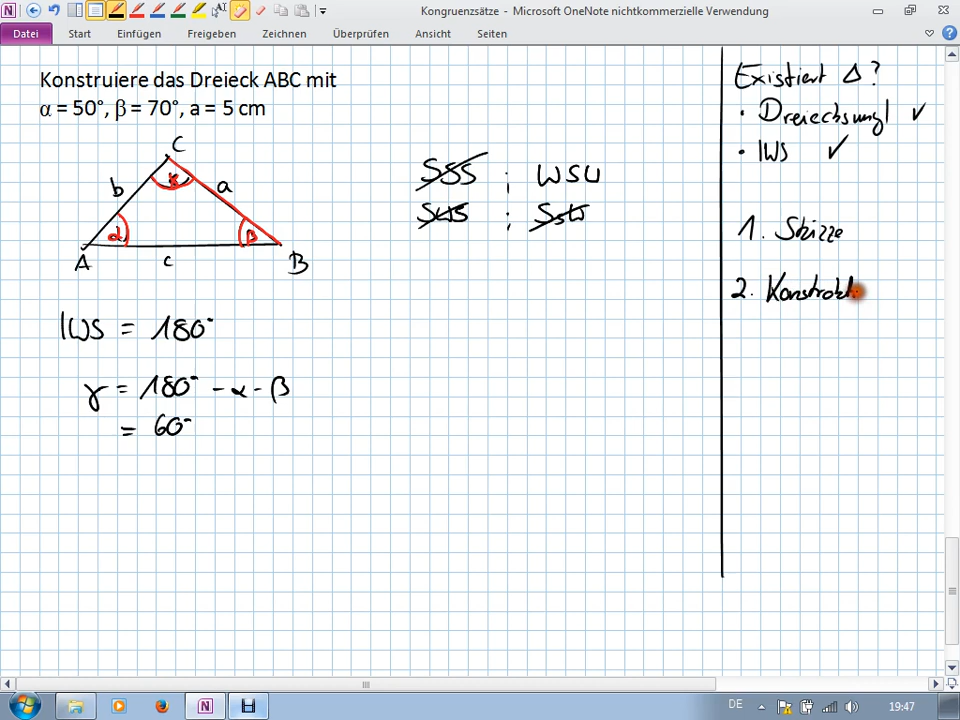 Kongruenzsätze - Microsoft OneNote nichtkommerzielle Verwendung
Datei Start Einfügen Freigeben Zeichnen Überprüfen Ansicht Seiten
Konstruiere das Dreieck ABC mit
α = 50°, β = 70°, a = 5 cm
C
b
γ
a
α
β
A
c
B
SSS ; WSW
SWS ; SsW
IWS = 180°
γ = 180° - α - β
= 60°
Existiert Δ?
• Dreiecksungl ✓
• IWS ✓
1. Skizze
2. Konstrukt.
DE
19:47